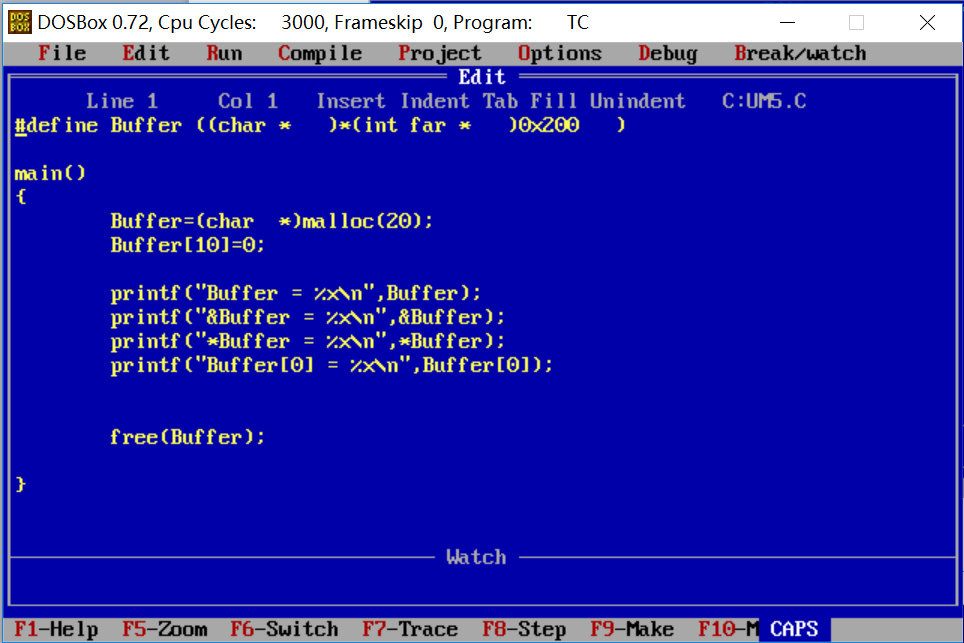 DOSBox 0.72, Cpu Cycles: 3000, Frameskip 0, Program: TC
File Edit Run Compile Project Options Debug Break/watch
Edit
Line 1 Col 1 Insert Indent Tab Fill Unindent C:UM5.C
#define Buffer ((char * )*(int far * )0x200 )
main()
{
Buffer=(char *)malloc(20);
Buffer[10]=0;
printf("Buffer = %x\n",Buffer);
printf("&Buffer = %x\n",&Buffer);
printf("*Buffer = %x\n",*Buffer);
printf("Buffer[0] = %x\n",Buffer[0]);
free(Buffer);
}
Watch
F1-Help F5-Zoom F6-Switch F7-Trace F8-Step F9-Make F10-M CAPS